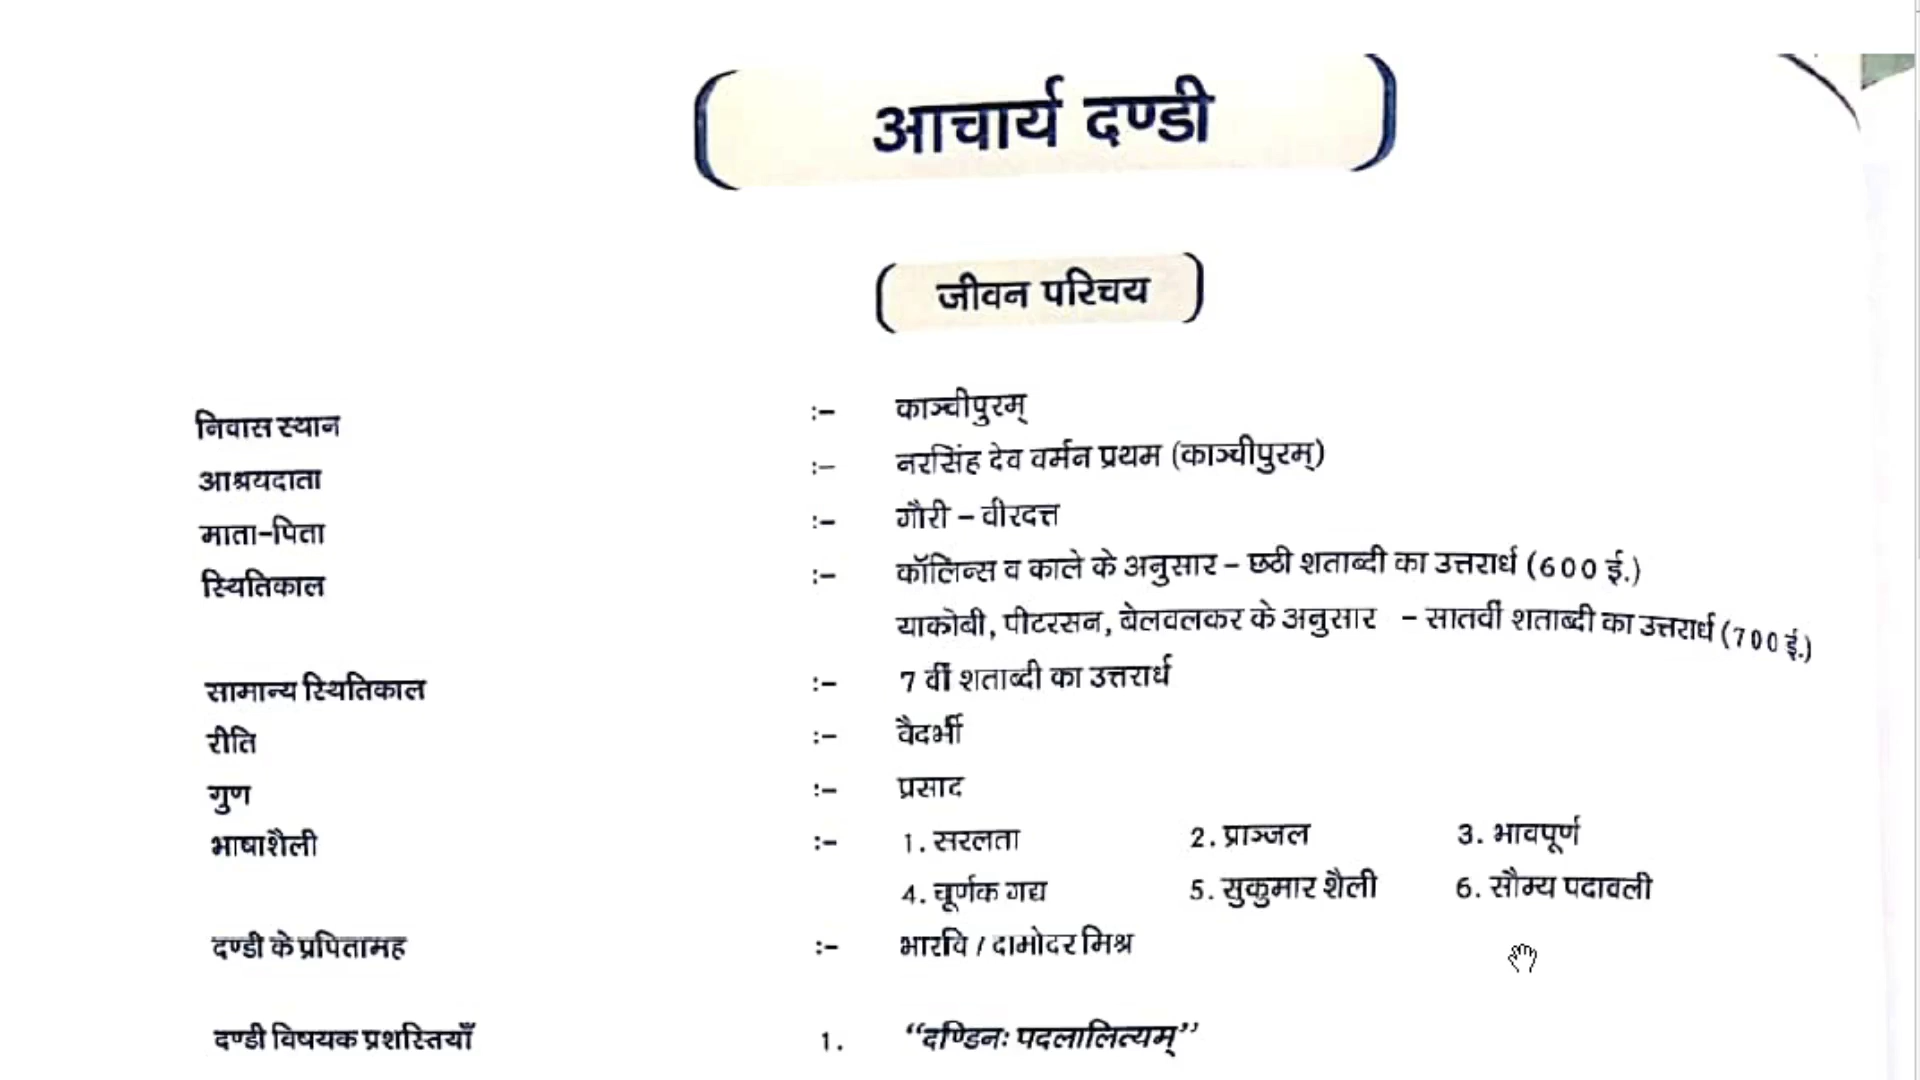 आचार्य दण्डी
जीवन परिचय
निवास स्थान :– काञ्चीपुरम्
आश्रयदाता :– नरसिंह देव वर्मन प्रथम (काञ्चीपुरम्)
माता–पिता :– गौरी – वीरदत्त
स्थितिकाल :– कॉलिन्स व काले के अनुसार – छठी शताब्दी का उत्तरार्ध (600 ई.)
याकोबी, पीटरसन, बेलवलकर के अनुसार – सातवीं शताब्दी का उत्तरार्ध (700 ई.)
सामान्य स्थितिकाल :– 7 वीं शताब्दी का उत्तरार्ध
रीति :– वैदर्भी
गुण :– प्रसाद
भाषाशैली :– 1. सरलता 2. प्राञ्जल 3. भावपूर्ण
4. चूर्णक गद्य 5. सुकुमार शैली 6. सौम्य पदावली
दण्डी के प्रपितामह :– भारवि / दामोदर मिश्र
दण्डी विषयक प्रशस्तियाँ 1. “दण्डिनः पदलालित्यम्”